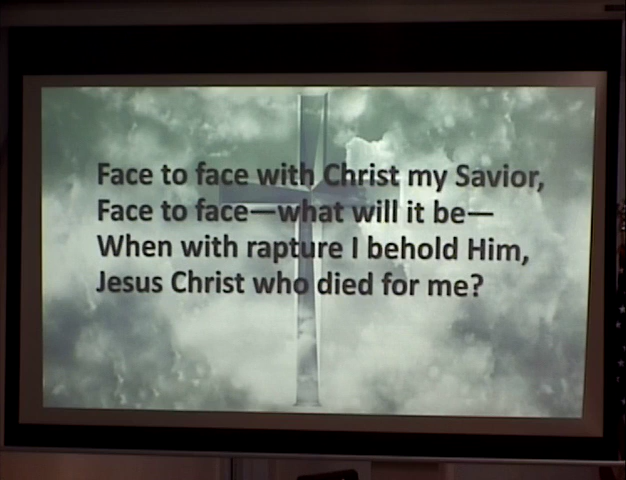 Face to face with Christ my Savior,
Face to face—what will it be—
When with rapture I behold Him,
Jesus Christ who died for me?